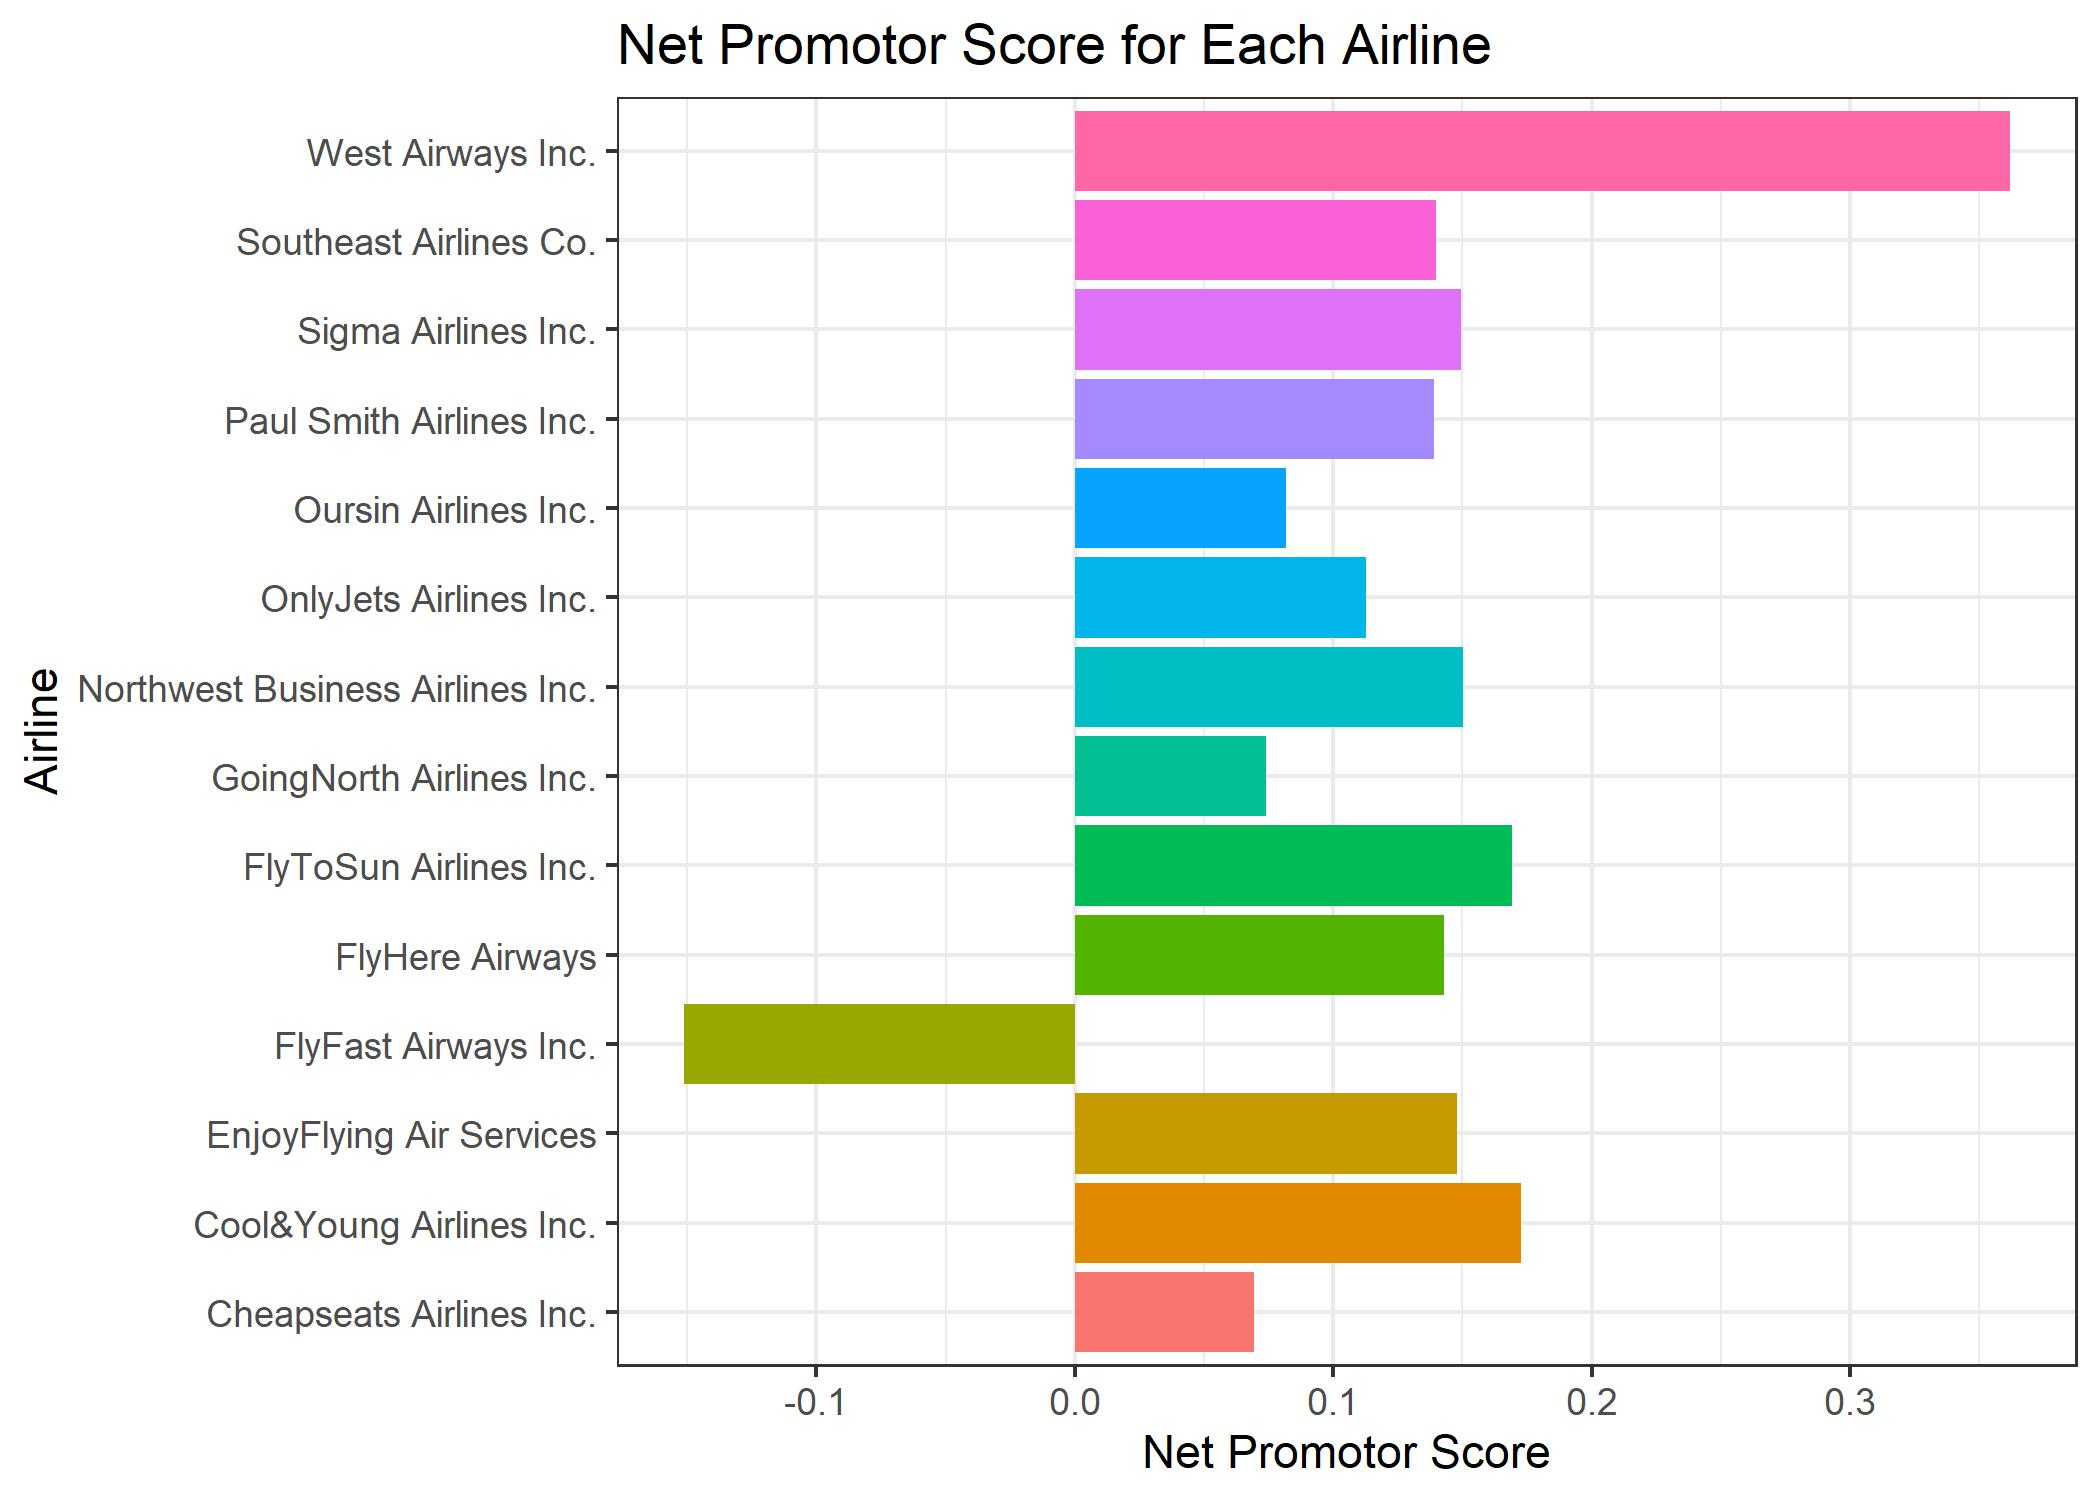 Net Promotor Score for Each Airline
West Airways Inc.
Southeast Airlines Co.
Sigma Airlines Inc.
Paul Smith Airlines Inc.
Oursin Airlines Inc.
OnlyJets Airlines Inc.
Northwest Business Airlines Inc.
GoingNorth Airlines Inc.
FlyToSun Airlines Inc.
FlyHere Airways
FlyFast Airways Inc.
EnjoyFlying Air Services
Cool&Young Airlines Inc.
Cheapseats Airlines Inc.
Airline
-0.1 0.0 0.1 0.2 0.3
Net Promotor Score